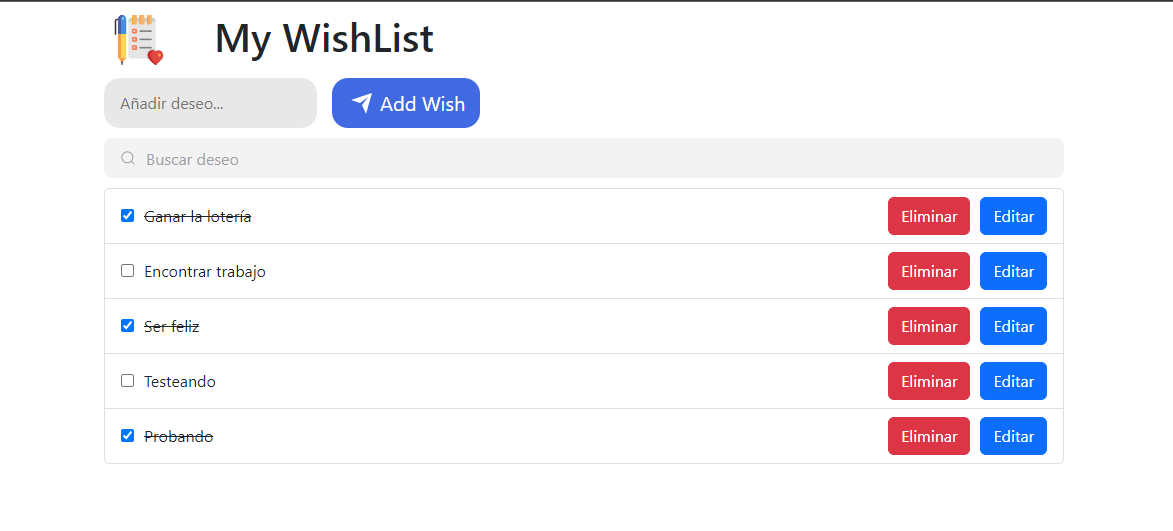 My WishList
Añadir deseo... Add Wish
Buscar deseo
Ganar la lotería Eliminar Editar
Encontrar trabajo Eliminar Editar
Ser feliz Eliminar Editar
Testeando Eliminar Editar
Probando Eliminar Editar